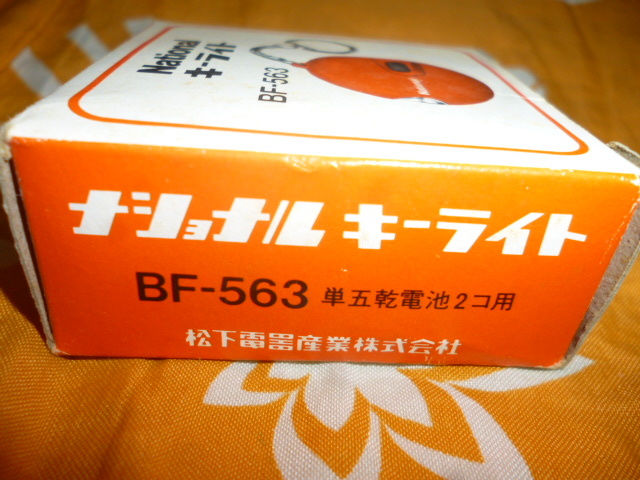 National
キーライト
BF-563
ナショナル キーライト
BF-563 単五乾電池2コ用
松下電器産業株式会社